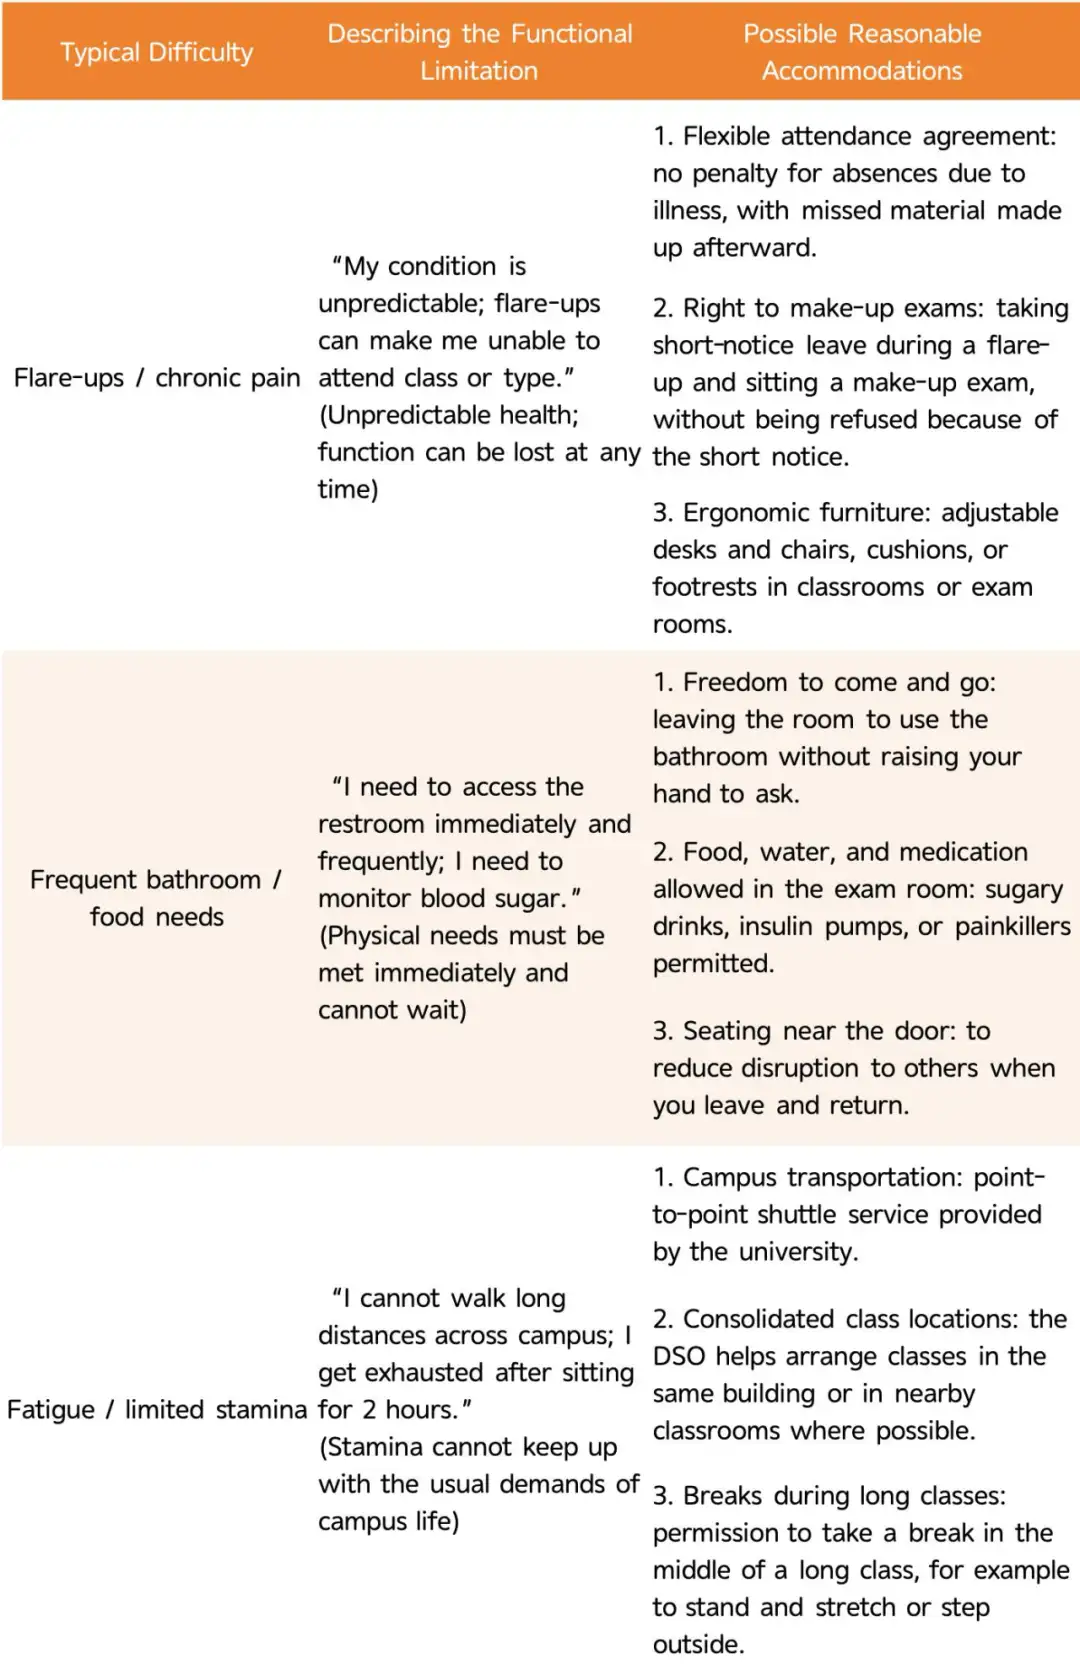 Typical Difficulty
Describing the Functional
Limitation
Possible Reasonable
Accommodations
Flare-ups / chronic pain
“My condition is
unpredictable; flare-ups
can make me unable to
attend class or type.”
(Unpredictable health;
function can be lost at any
time)
1. Flexible attendance agreement:
no penalty for absences due to
illness, with missed material made
up afterward.
2. Right to make-up exams: taking
short-notice leave during a flare-
up and sitting a make-up exam,
without being refused because of
the short notice.
3. Ergonomic furniture: adjustable
desks and chairs, cushions, or
footrests in classrooms or exam
rooms.
Frequent bathroom /
food needs
“I need to access the
restroom immediately and
frequently; I need to
monitor blood sugar.”
(Physical needs must be
met immediately and
cannot wait)
1. Freedom to come and go:
leaving the room to use the
bathroom without raising your
hand to ask.
2. Food, water, and medication
allowed in the exam room: sugary
drinks, insulin pumps, or painkillers
permitted.
3. Seating near the door: to
reduce disruption to others when
you leave and return.
Fatigue / limited stamina
“I cannot walk long
distances across campus; I
get exhausted after sitting
for 2 hours.”
(Stamina cannot keep up
with the usual demands of
campus life)
1. Campus transportation: point-
to-point shuttle service provided
by the university.
2. Consolidated class locations: the
DSO helps arrange classes in the
same building or in nearby
classrooms where possible.
3. Breaks during long classes:
permission to take a break in the
middle of a long class, for example
to stand and stretch or step
outside.